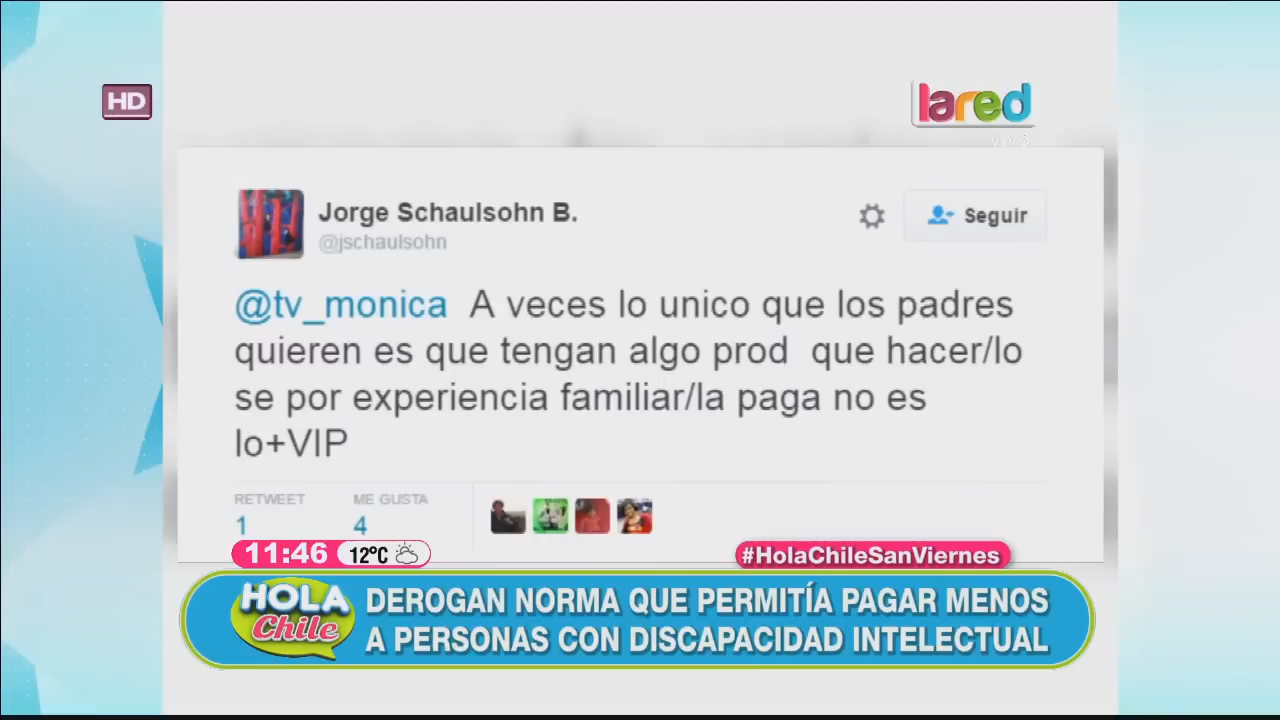 HD
lared
VIVO
Jorge Schaulsohn B.
@jschaulsohn
Seguir
@tv_monica A veces lo unico que los padres
quieren es que tengan algo prod que hacer/lo
se por experiencia familiar/la paga no es
lo+VIP
RETWEET
ME GUSTA
1
4
11:46
12°C
#HolaChileSanViernes
HOLA
Chile
DEROGAN NORMA QUE PERMITÍA PAGAR MENOS
A PERSONAS CON DISCAPACIDAD INTELECTUAL